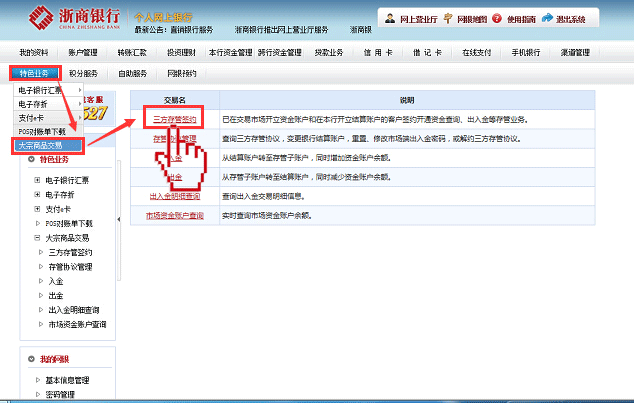 浙商银行
CHINA ZHESHANG BANK
个人网上银行
最新公告：喜销银行服务 浙商银行推出网上营业厅服务 浙商银
网上营业厅 网银地图 使用指南 退出系统
我的资料 账户管理 转账汇款 投资理财 本行资金管理 跨行资金管理 贷款业务 信用卡 借记卡 在线支付 手机银行 渠道管理
特色业务 积分服务 自助服务 网银预约
电子银行汇票
电子存折
支付e卡
POS对账单下载
大宗商品交易
客服
527
特色业务
电子银行汇票
电子存折
支付e卡
POS对账单下载
大宗商品交易
三方存管签约
存管协议管理
入金
出金
出入金明细查询
市场资金账户查询
我的网银
基本信息管理
密码管理
交易名 说明
三方存管签约 已在交易市场开立资金账户和在本行开立结算账户的客户签约开通资金查询、出入金等存管业务。
存管协议管理 查询三方存管协议，变更银行结算账户，重置、修改市场端出入金密码，或解约三方存管协议。
入金 从结算账户转至存管子账户，同时增加资金账户余额。
出金 从存管子账户转至结算账户，同时减少资金账户余额。
出入金明细查询 查询出入金交易明细信息。
市场资金账户查询 实时查询市场资金账户余额。